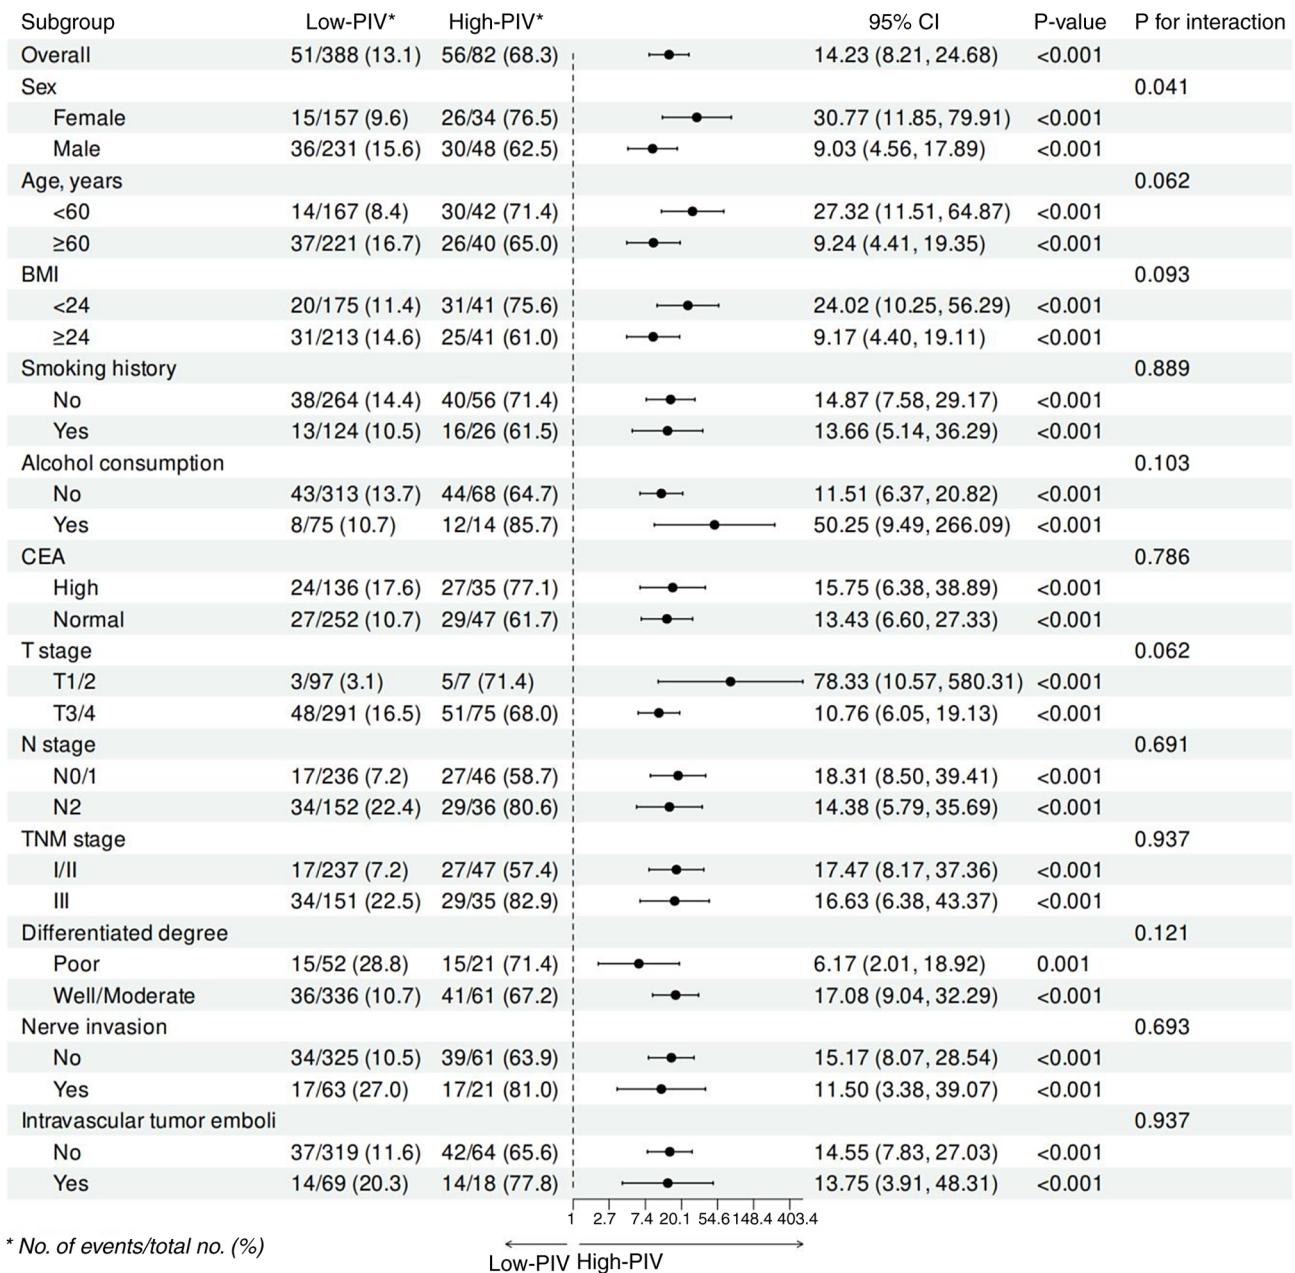 Subgroup Low-PIV* High-PIV* 95% CI P-value P for interaction
Overall 51/388 (13.1) 56/82 (68.3) 14.23 (8.21, 24.68) <0.001
Sex 0.041
Female 15/157 (9.6) 26/34 (76.5) 30.77 (11.85, 79.91) <0.001
Male 36/231 (15.6) 30/48 (62.5) 9.03 (4.56, 17.89) <0.001
Age, years 0.062
<60 14/167 (8.4) 30/42 (71.4) 27.32 (11.51, 64.87) <0.001
≥60 37/221 (16.7) 26/40 (65.0) 9.24 (4.41, 19.35) <0.001
BMI 0.093
<24 20/175 (11.4) 31/41 (75.6) 24.02 (10.25, 56.29) <0.001
≥24 31/213 (14.6) 25/41 (61.0) 9.17 (4.40, 19.11) <0.001
Smoking history 0.889
No 38/264 (14.4) 40/56 (71.4) 14.87 (7.58, 29.17) <0.001
Yes 13/124 (10.5) 16/26 (61.5) 13.66 (5.14, 36.29) <0.001
Alcohol consumption 0.103
No 43/313 (13.7) 44/68 (64.7) 11.51 (6.37, 20.82) <0.001
Yes 8/75 (10.7) 12/14 (85.7) 50.25 (9.49, 266.09) <0.001
CEA 0.786
High 24/136 (17.6) 27/35 (77.1) 15.75 (6.38, 38.89) <0.001
Normal 27/252 (10.7) 29/47 (61.7) 13.43 (6.60, 27.33) <0.001
T stage 0.062
T1/2 3/97 (3.1) 5/7 (71.4) 78.33 (10.57, 580.31) <0.001
T3/4 48/291 (16.5) 51/75 (68.0) 10.76 (6.05, 19.13) <0.001
N stage 0.691
N0/1 17/236 (7.2) 27/46 (58.7) 18.31 (8.50, 39.41) <0.001
N2 34/152 (22.4) 29/36 (80.6) 14.38 (5.79, 35.69) <0.001
TNM stage 0.937
I/II 17/237 (7.2) 27/47 (57.4) 17.47 (8.17, 37.36) <0.001
III 34/151 (22.5) 29/35 (82.9) 16.63 (6.38, 43.37) <0.001
Differentiated degree 0.121
Poor 15/52 (28.8) 15/21 (71.4) 6.17 (2.01, 18.92) 0.001
Well/Moderate 36/336 (10.7) 41/61 (67.2) 17.08 (9.04, 32.29) <0.001
Nerve invasion 0.693
No 34/325 (10.5) 39/61 (63.9) 15.17 (8.07, 28.54) <0.001
Yes 17/63 (27.0) 17/21 (81.0) 11.50 (3.38, 39.07) <0.001
Intravascular tumor emboli 0.937
No 37/319 (11.6) 42/64 (65.6) 14.55 (7.83, 27.03) <0.001
Yes 14/69 (20.3) 14/18 (77.8) 13.75 (3.91, 48.31) <0.001
1 2.7 7.4 20.1 54.6 148.4 403.4
* No. of events/total no. (%)
Low-PIV High-PIV